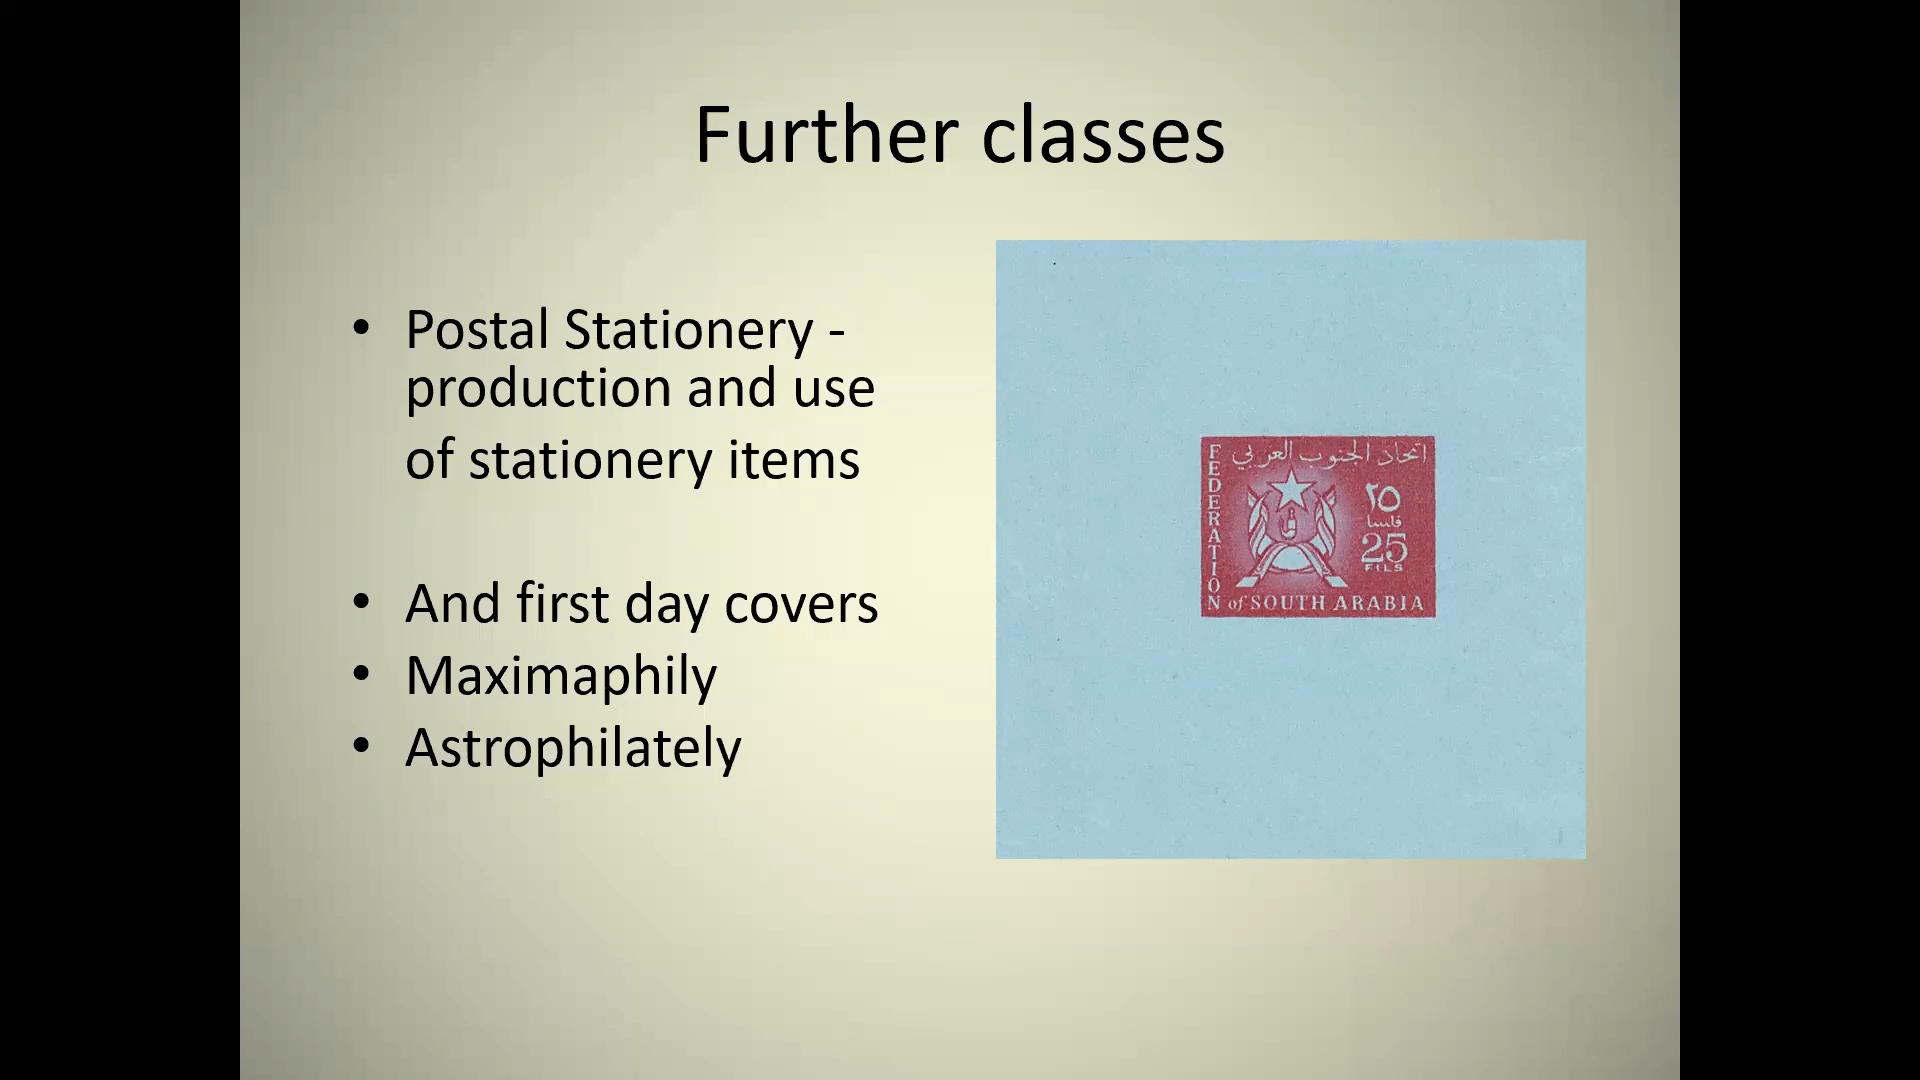 Further classes
• Postal Stationery -
production and use
of stationery items
• And first day covers
• Maximaphily
• Astrophilately
اتحاد الجنوب العربي
FEDERATION
٢٥
فلسا
25
FILS
of SOUTH ARABIA